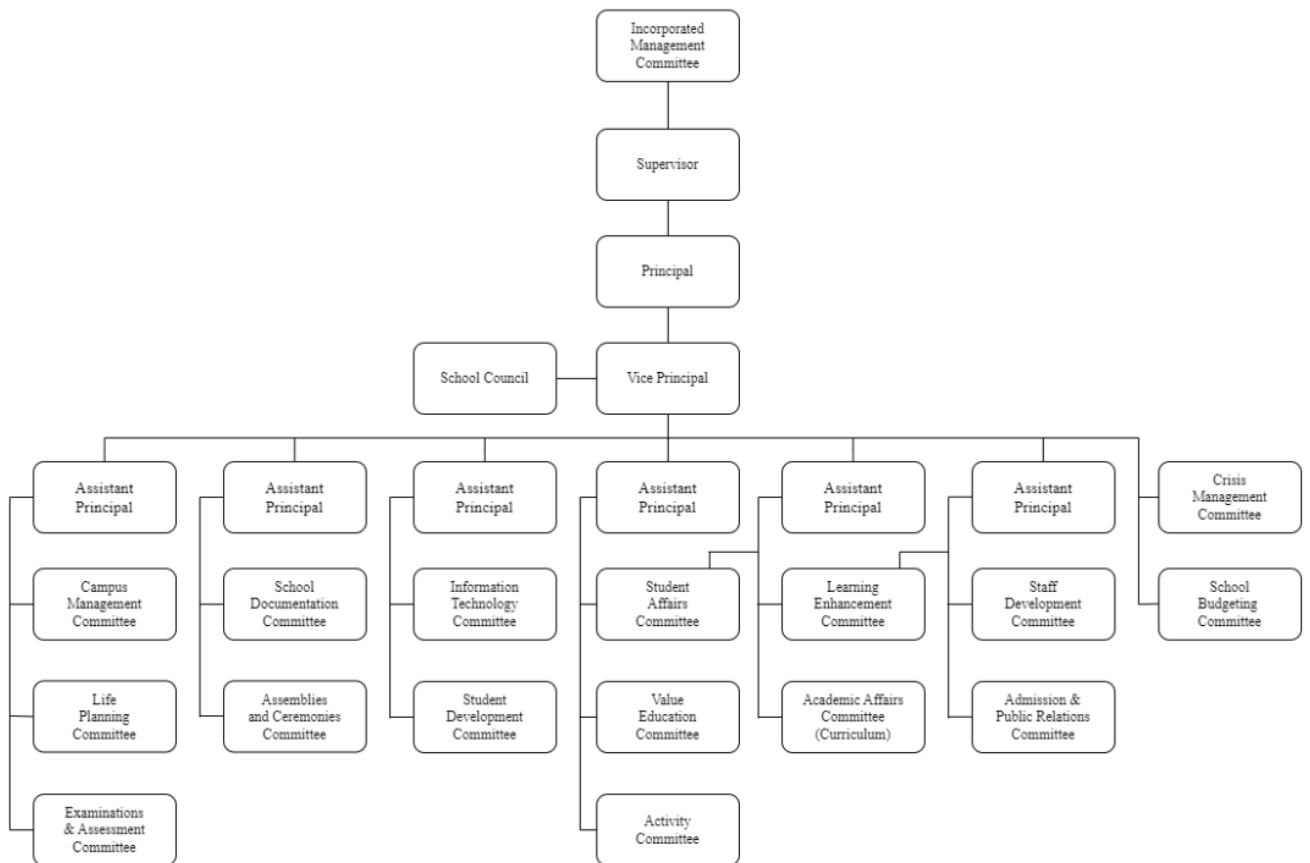 Incorporated
Management
Committee
Supervisor
Principal
School Council
Vice Principal
Assistant
Principal
Assistant
Principal
Assistant
Principal
Assistant
Principal
Assistant
Principal
Assistant
Principal
Crisis
Management
Committee
Campus
Management
Committee
School
Documentation
Committee
Information
Technology
Committee
Student
Affairs
Committee
Learning
Enhancement
Committee
Staff
Development
Committee
School
Budgeting
Committee
Life
Planning
Committee
Assemblies
and Ceremonies
Committee
Student
Development
Committee
Value
Education
Committee
Academic Affairs
Committee
(Curriculum)
Admission &
Public Relations
Committee
Examinations
& Assessment
Committee
Activity
Committee